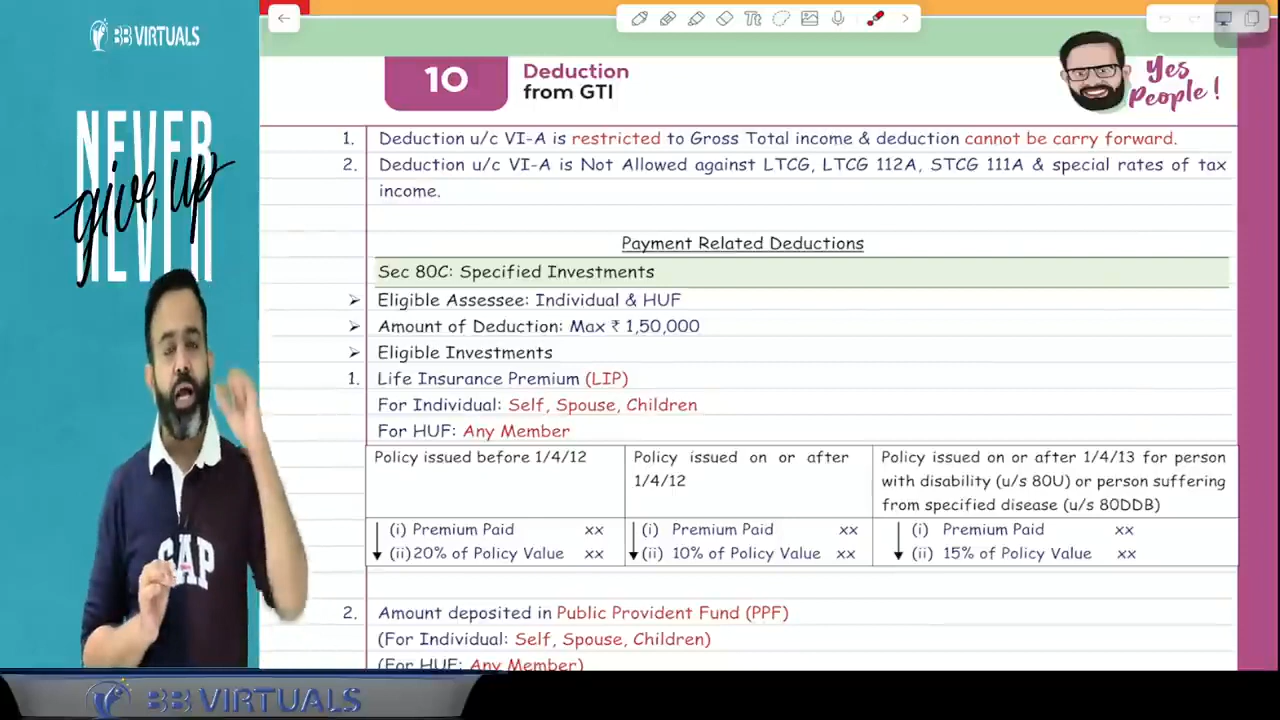 BB VIRTUALS
NEVER
give up
NEVER
GAP
Tt
10
Deduction
from GTI
Yes
People!
1. Deduction u/c VI-A is restricted to Gross Total income & deduction cannot be carry forward.
2. Deduction u/c VI-A is Not Allowed against LTCG, LTCG 112A, STCG 111A & special rates of tax
income.
Payment Related Deductions
Sec 80C: Specified Investments
➢ Eligible Assessee: Individual & HUF
➢ Amount of Deduction: Max ₹ 1,50,000
➢ Eligible Investments
1. Life Insurance Premium (LIP)
For Individual: Self, Spouse, Children
For HUF: Any Member
Policy issued before 1/4/12
Policy issued on or after
1/4/12
Policy issued on or after 1/4/13 for person
with disability (u/s 80U) or person suffering
from specified disease (u/s 80DDB)
(i) Premium Paid xx
(ii) 20% of Policy Value xx
(i) Premium Paid xx
(ii) 10% of Policy Value xx
(i) Premium Paid xx
(ii) 15% of Policy Value xx
2. Amount deposited in Public Provident Fund (PPF)
(For Individual: Self, Spouse, Children)
(For HUF: Any Member)
BB VIRTUALS